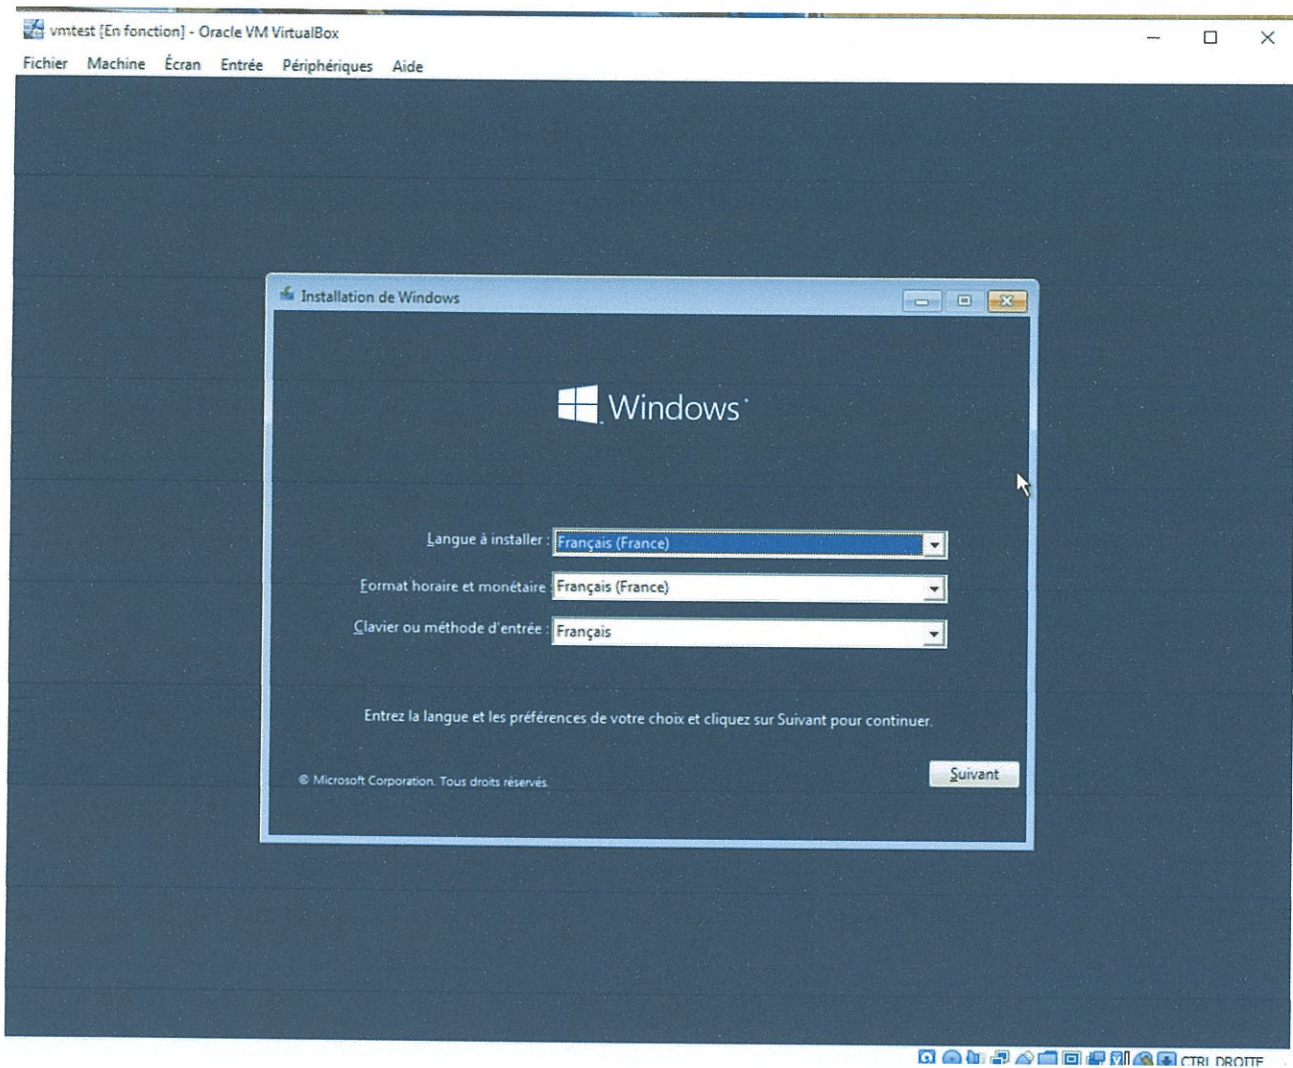 vmtest [En fonction] - Oracle VM VirtualBox
Fichier Machine Écran Entrée Périphériques Aide
Installation de Windows
Windows
Langue à installer : Français (France)
Format horaire et monétaire : Français (France)
Clavier ou méthode d'entrée : Français
Entrez la langue et les préférences de votre choix et cliquez sur Suivant pour continuer.
Suivant
© Microsoft Corporation. Tous droits réservés.
CTRL DROITE